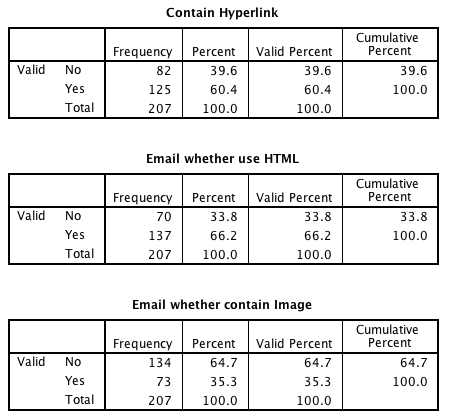 Contain Hyperlink
Frequency Percent Valid Percent Cumulative Percent
Valid No 82 39.6 39.6 39.6
Yes 125 60.4 60.4 100.0
Total 207 100.0 100.0
Email whether use HTML
Frequency Percent Valid Percent Cumulative Percent
Valid No 70 33.8 33.8 33.8
Yes 137 66.2 66.2 100.0
Total 207 100.0 100.0
Email whether contain Image
Frequency Percent Valid Percent Cumulative Percent
Valid No 134 64.7 64.7 64.7
Yes 73 35.3 35.3 100.0
Total 207 100.0 100.0